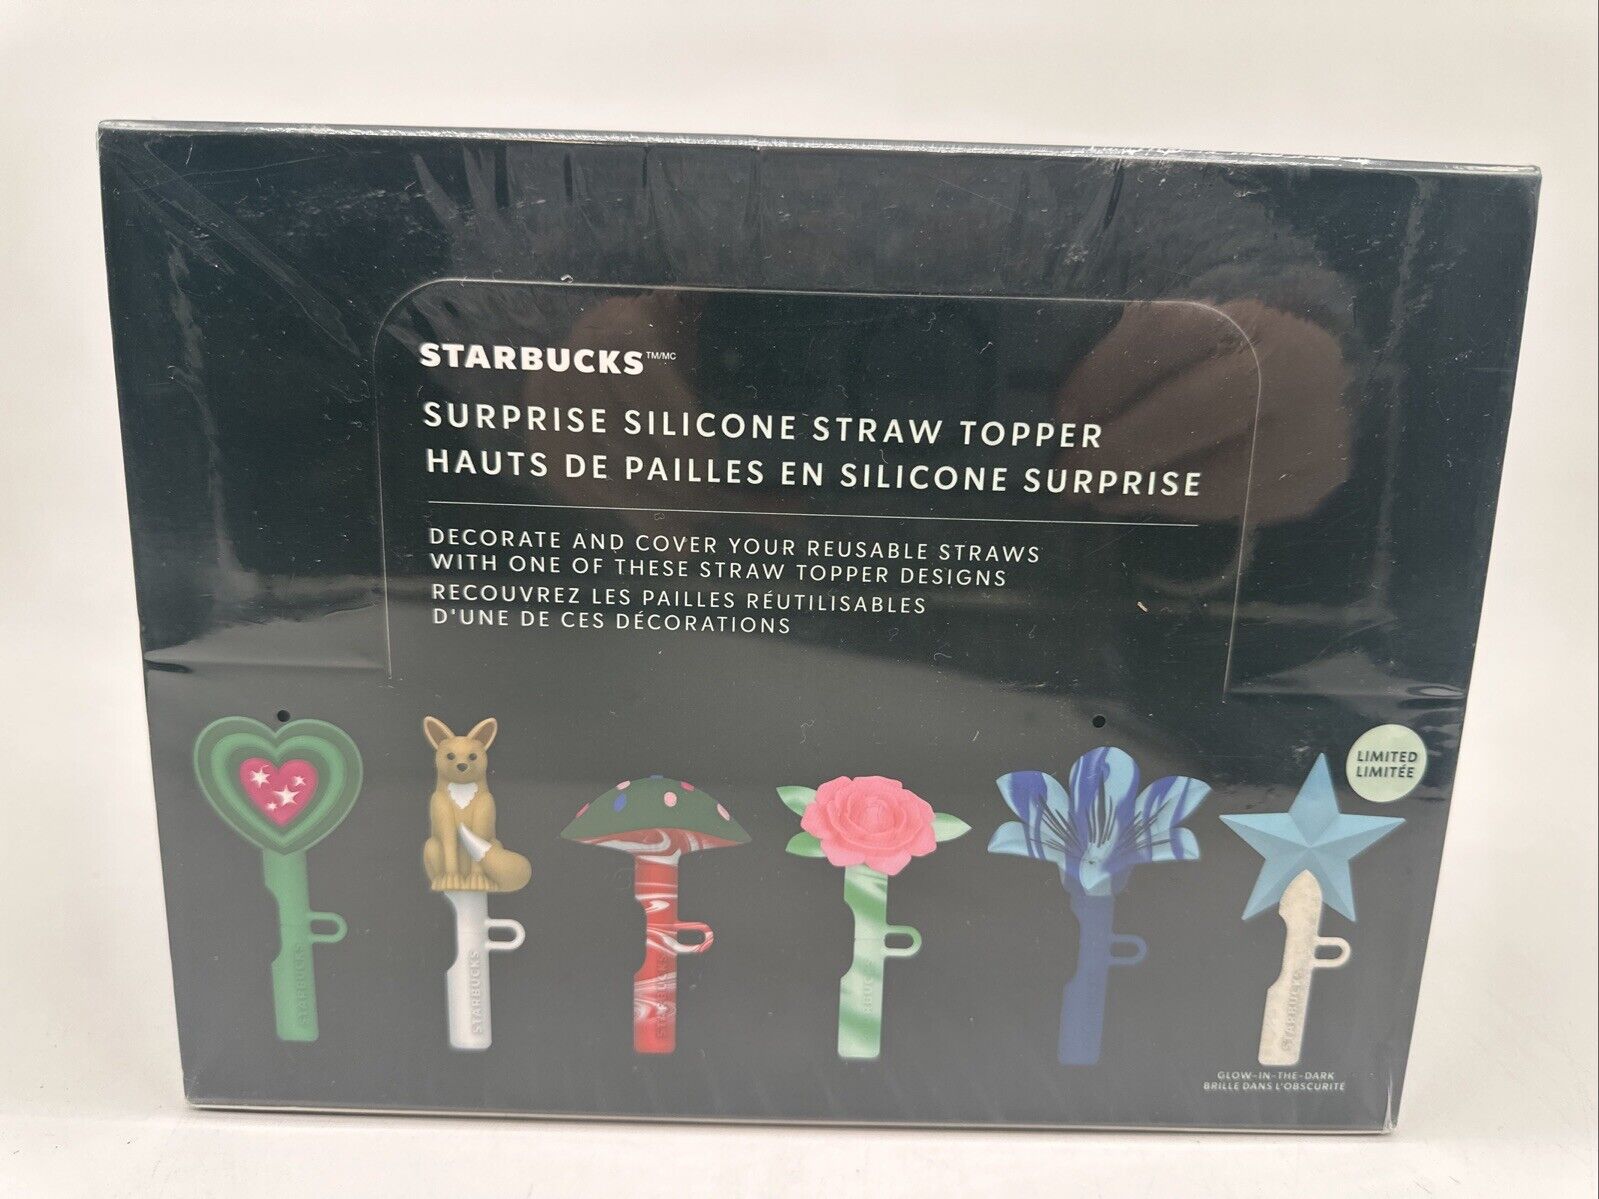 STARBUCKS™/MC
SURPRISE SILICONE STRAW TOPPER
HAUTS DE PAILLES EN SILICONE SURPRISE
DECORATE AND COVER YOUR REUSABLE STRAWS
WITH ONE OF THESE STRAW TOPPER DESIGNS
RECOUVREZ LES PAILLES RÉUTILISABLES
D'UNE DE CES DÉCORATIONS
LIMITED
LIMITÉE
STARBUCKS
STARBUCKS
STARBUCKS
STARBUCKS
GLOW-IN-THE-DARK
BRILLE DANS L'OBSCURITÉ